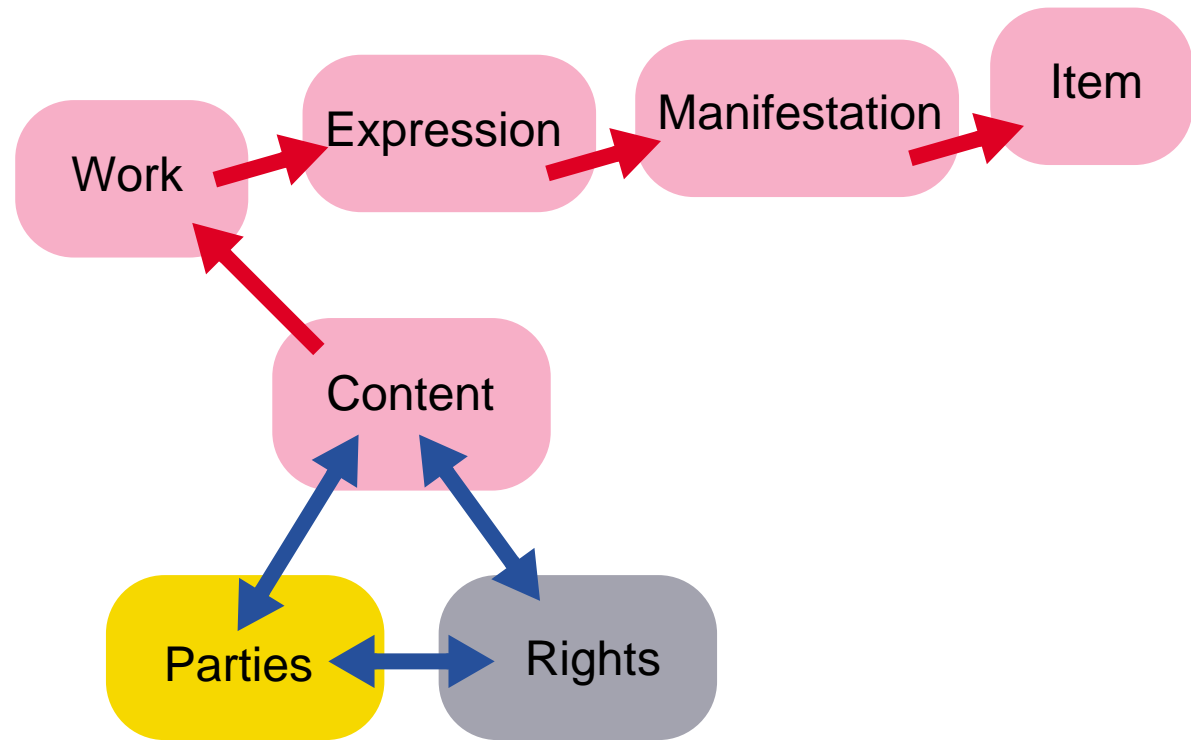 Work
Expression
Manifestation
Item
Content
Parties
Rights